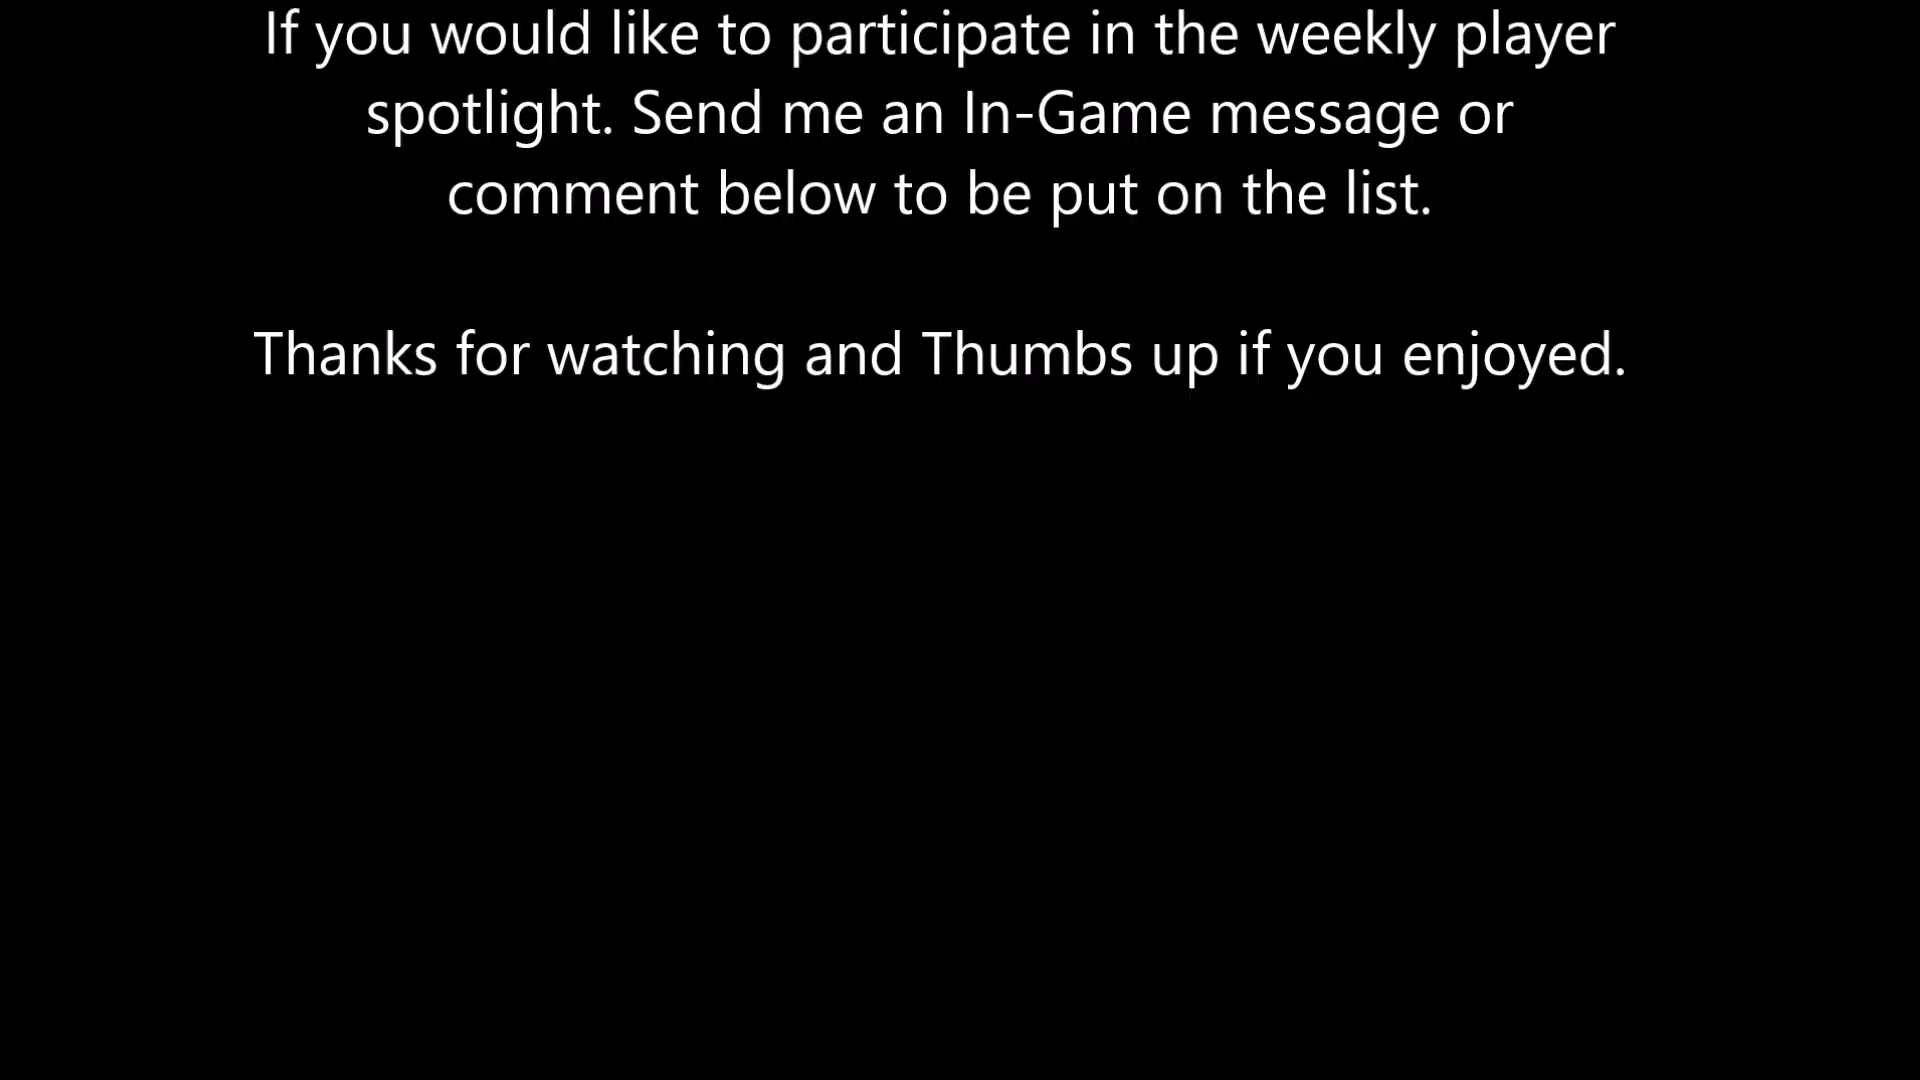 If you would like to participate in the weekly player
spotlight. Send me an In-Game message or
comment below to be put on the list.
Thanks for watching and Thumbs up if you enjoyed.